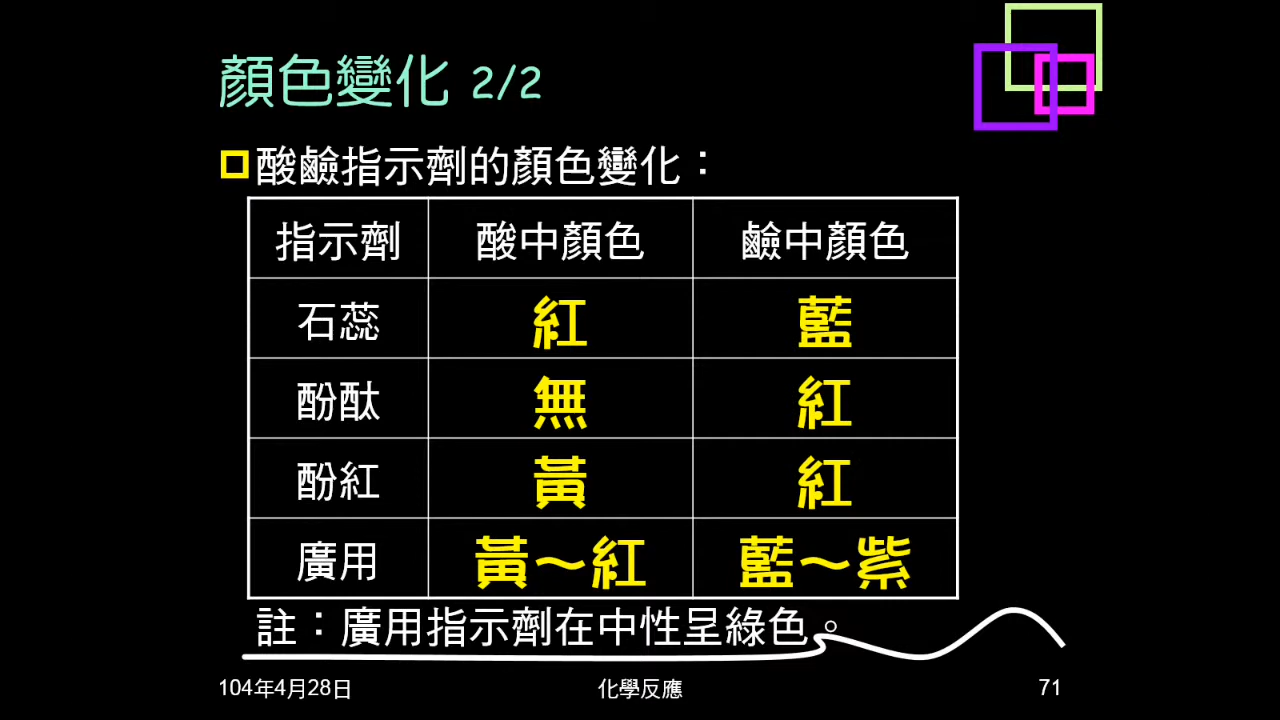 顏色變化 2/2
酸鹼指示劑的顏色變化：
指示劑 酸中顏色 鹼中顏色
石蕊 紅 藍
酚酞 無 紅
酚紅 黃 紅
廣用 黃～紅 藍～紫
註：廣用指示劑在中性呈綠色。
104年4月28日 化學反應 71